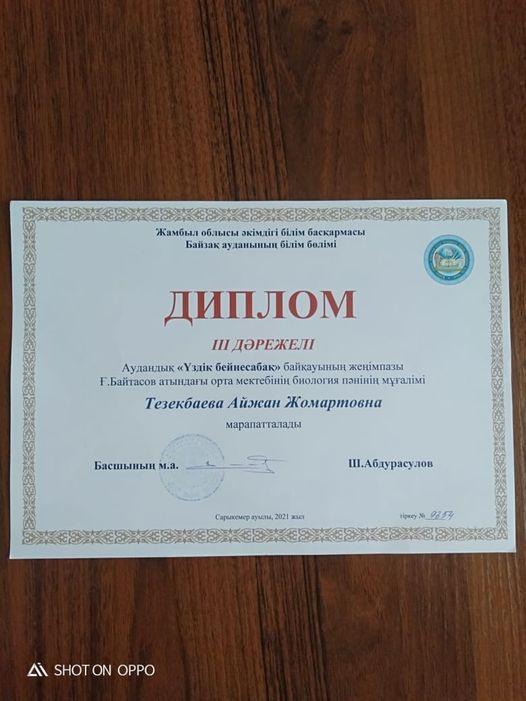 Жамбыл облысы әкімдігі білім басқармасы
Байзақ ауданының білім бөлімі
ДИПЛОМ
III ДӘРЕЖЕЛІ
Аудандық «Үздік бейнесабақ» байқауының жеңімпазы
Ғ.Байтасов атындағы орта мектебінің биология пәнінің мұғалімі
Тезекбаева Айжан Жомартовна
марапатталады
Басшының м.а. Ш.Абдурасулов
Сарыкемер ауылы, 2021 жыл тіркеу № 9254
SHOT ON OPPO